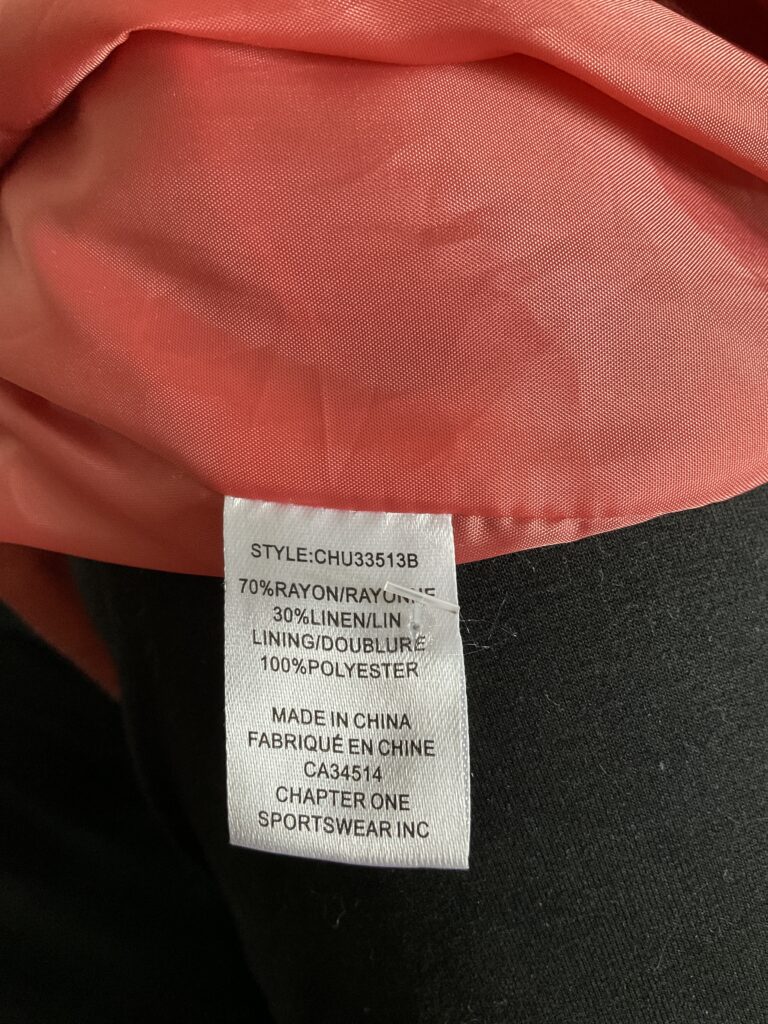 STYLE:CHU33513B
70%RAYON/RAYONNE
30%LINEN/LIN
LINING/DOUBLURE
100%POLYESTER
MADE IN CHINA
FABRIQUÉ EN CHINE
CA34514
CHAPTER ONE
SPORTSWEAR INC